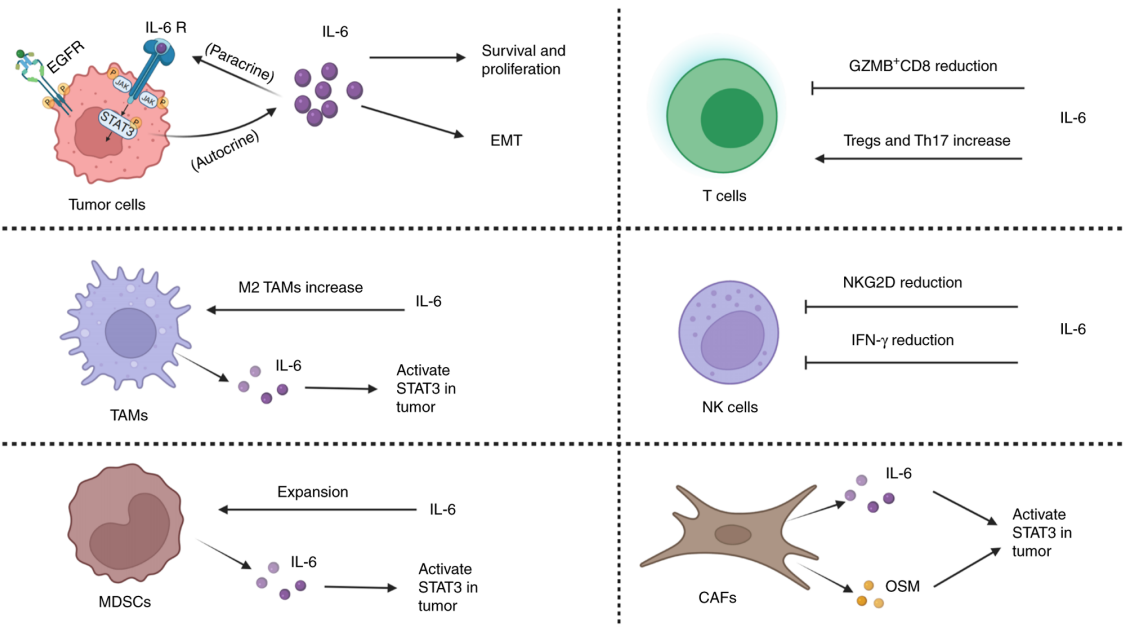 IL-6 R
EGFR
P
P
P
JAK
JAK
P
STAT3
P
(Paracrine)
(Autocrine)
IL-6
Survival and
proliferation
EMT
Tumor cells
GZMB⁺CD8 reduction
IL-6
Tregs and Th17 increase
T cells
M2 TAMs increase
IL-6
IL-6
Activate
STAT3 in
tumor
TAMs
NKG2D reduction
IL-6
IFN-γ reduction
NK cells
Expansion
IL-6
IL-6
Activate
STAT3 in
tumor
MDSCs
IL-6
Activate
STAT3 in
tumor
OSM
CAFs